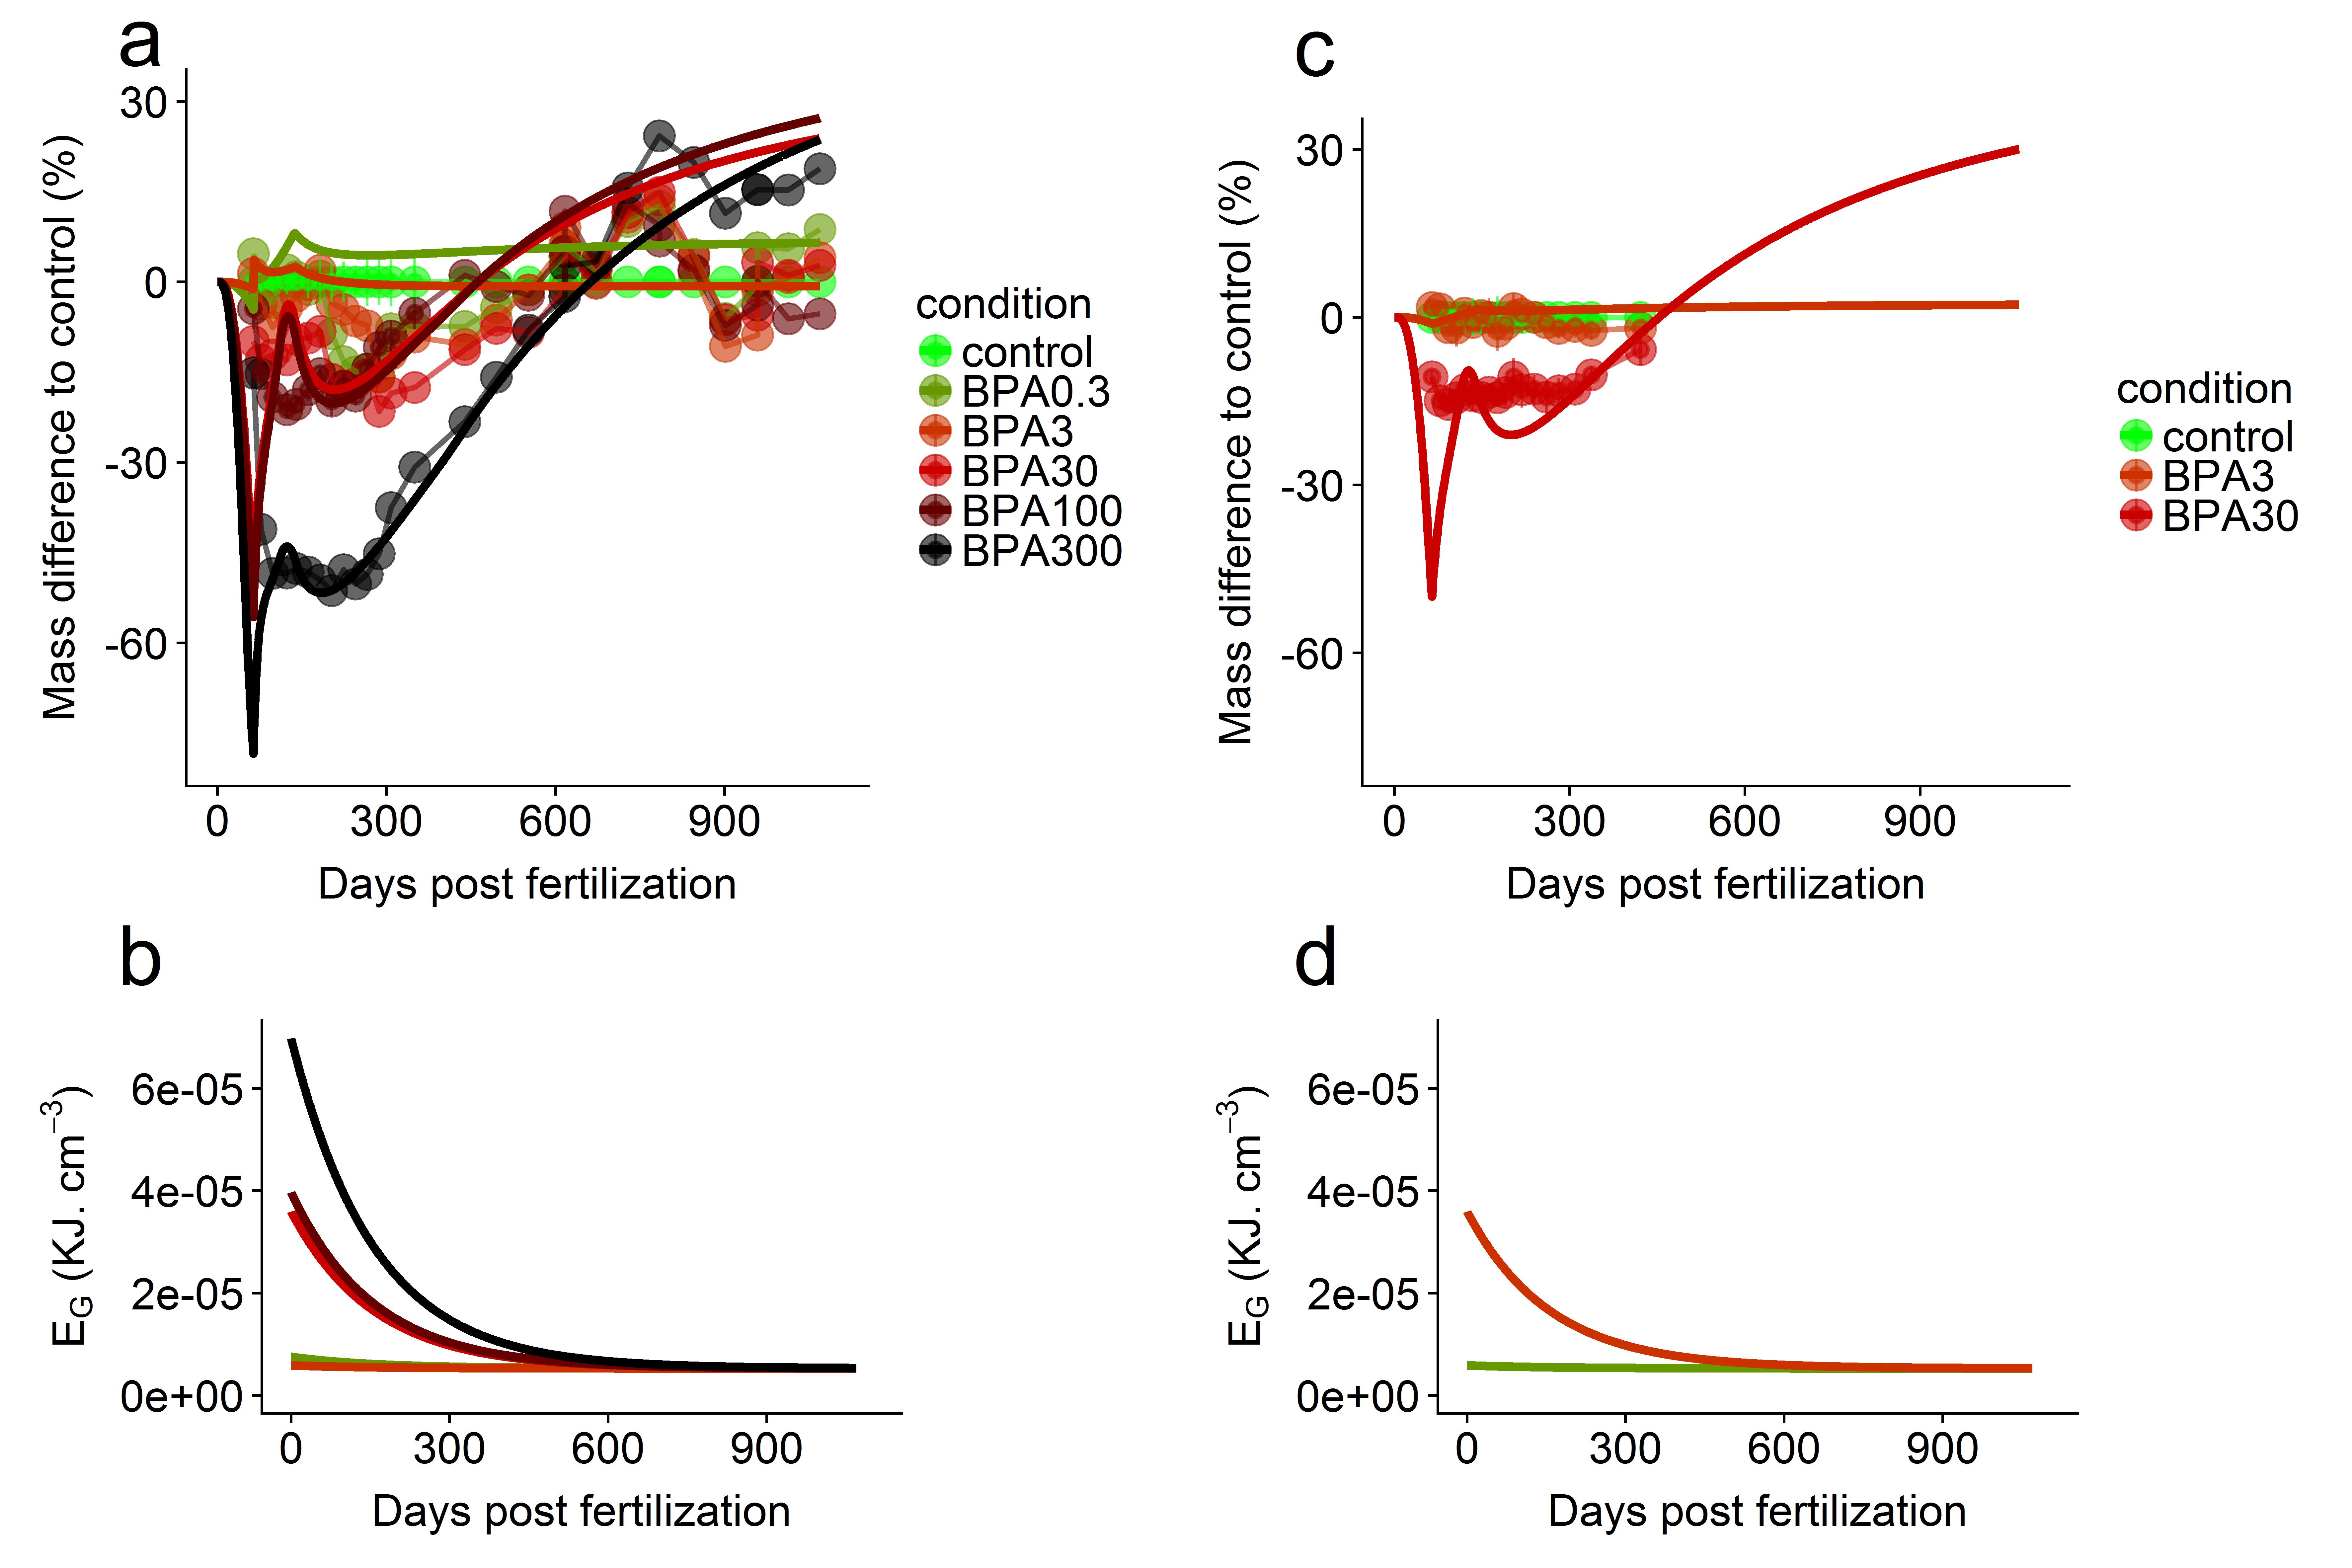 a
30
0
-30
-60
Mass difference to control (%)
0 300 600 900
Days post fertilization
condition
control
BPA0.3
BPA3
BPA30
BPA100
BPA300
c
30
0
-30
-60
Mass difference to control (%)
0 300 600 900
Days post fertilization
condition
control
BPA3
BPA30
b
6e-05
4e-05
2e-05
0e+00
E_G (KJ. cm⁻³)
0 300 600 900
Days post fertilization
d
6e-05
4e-05
2e-05
0e+00
E_G (KJ. cm⁻³)
0 300 600 900
Days post fertilization